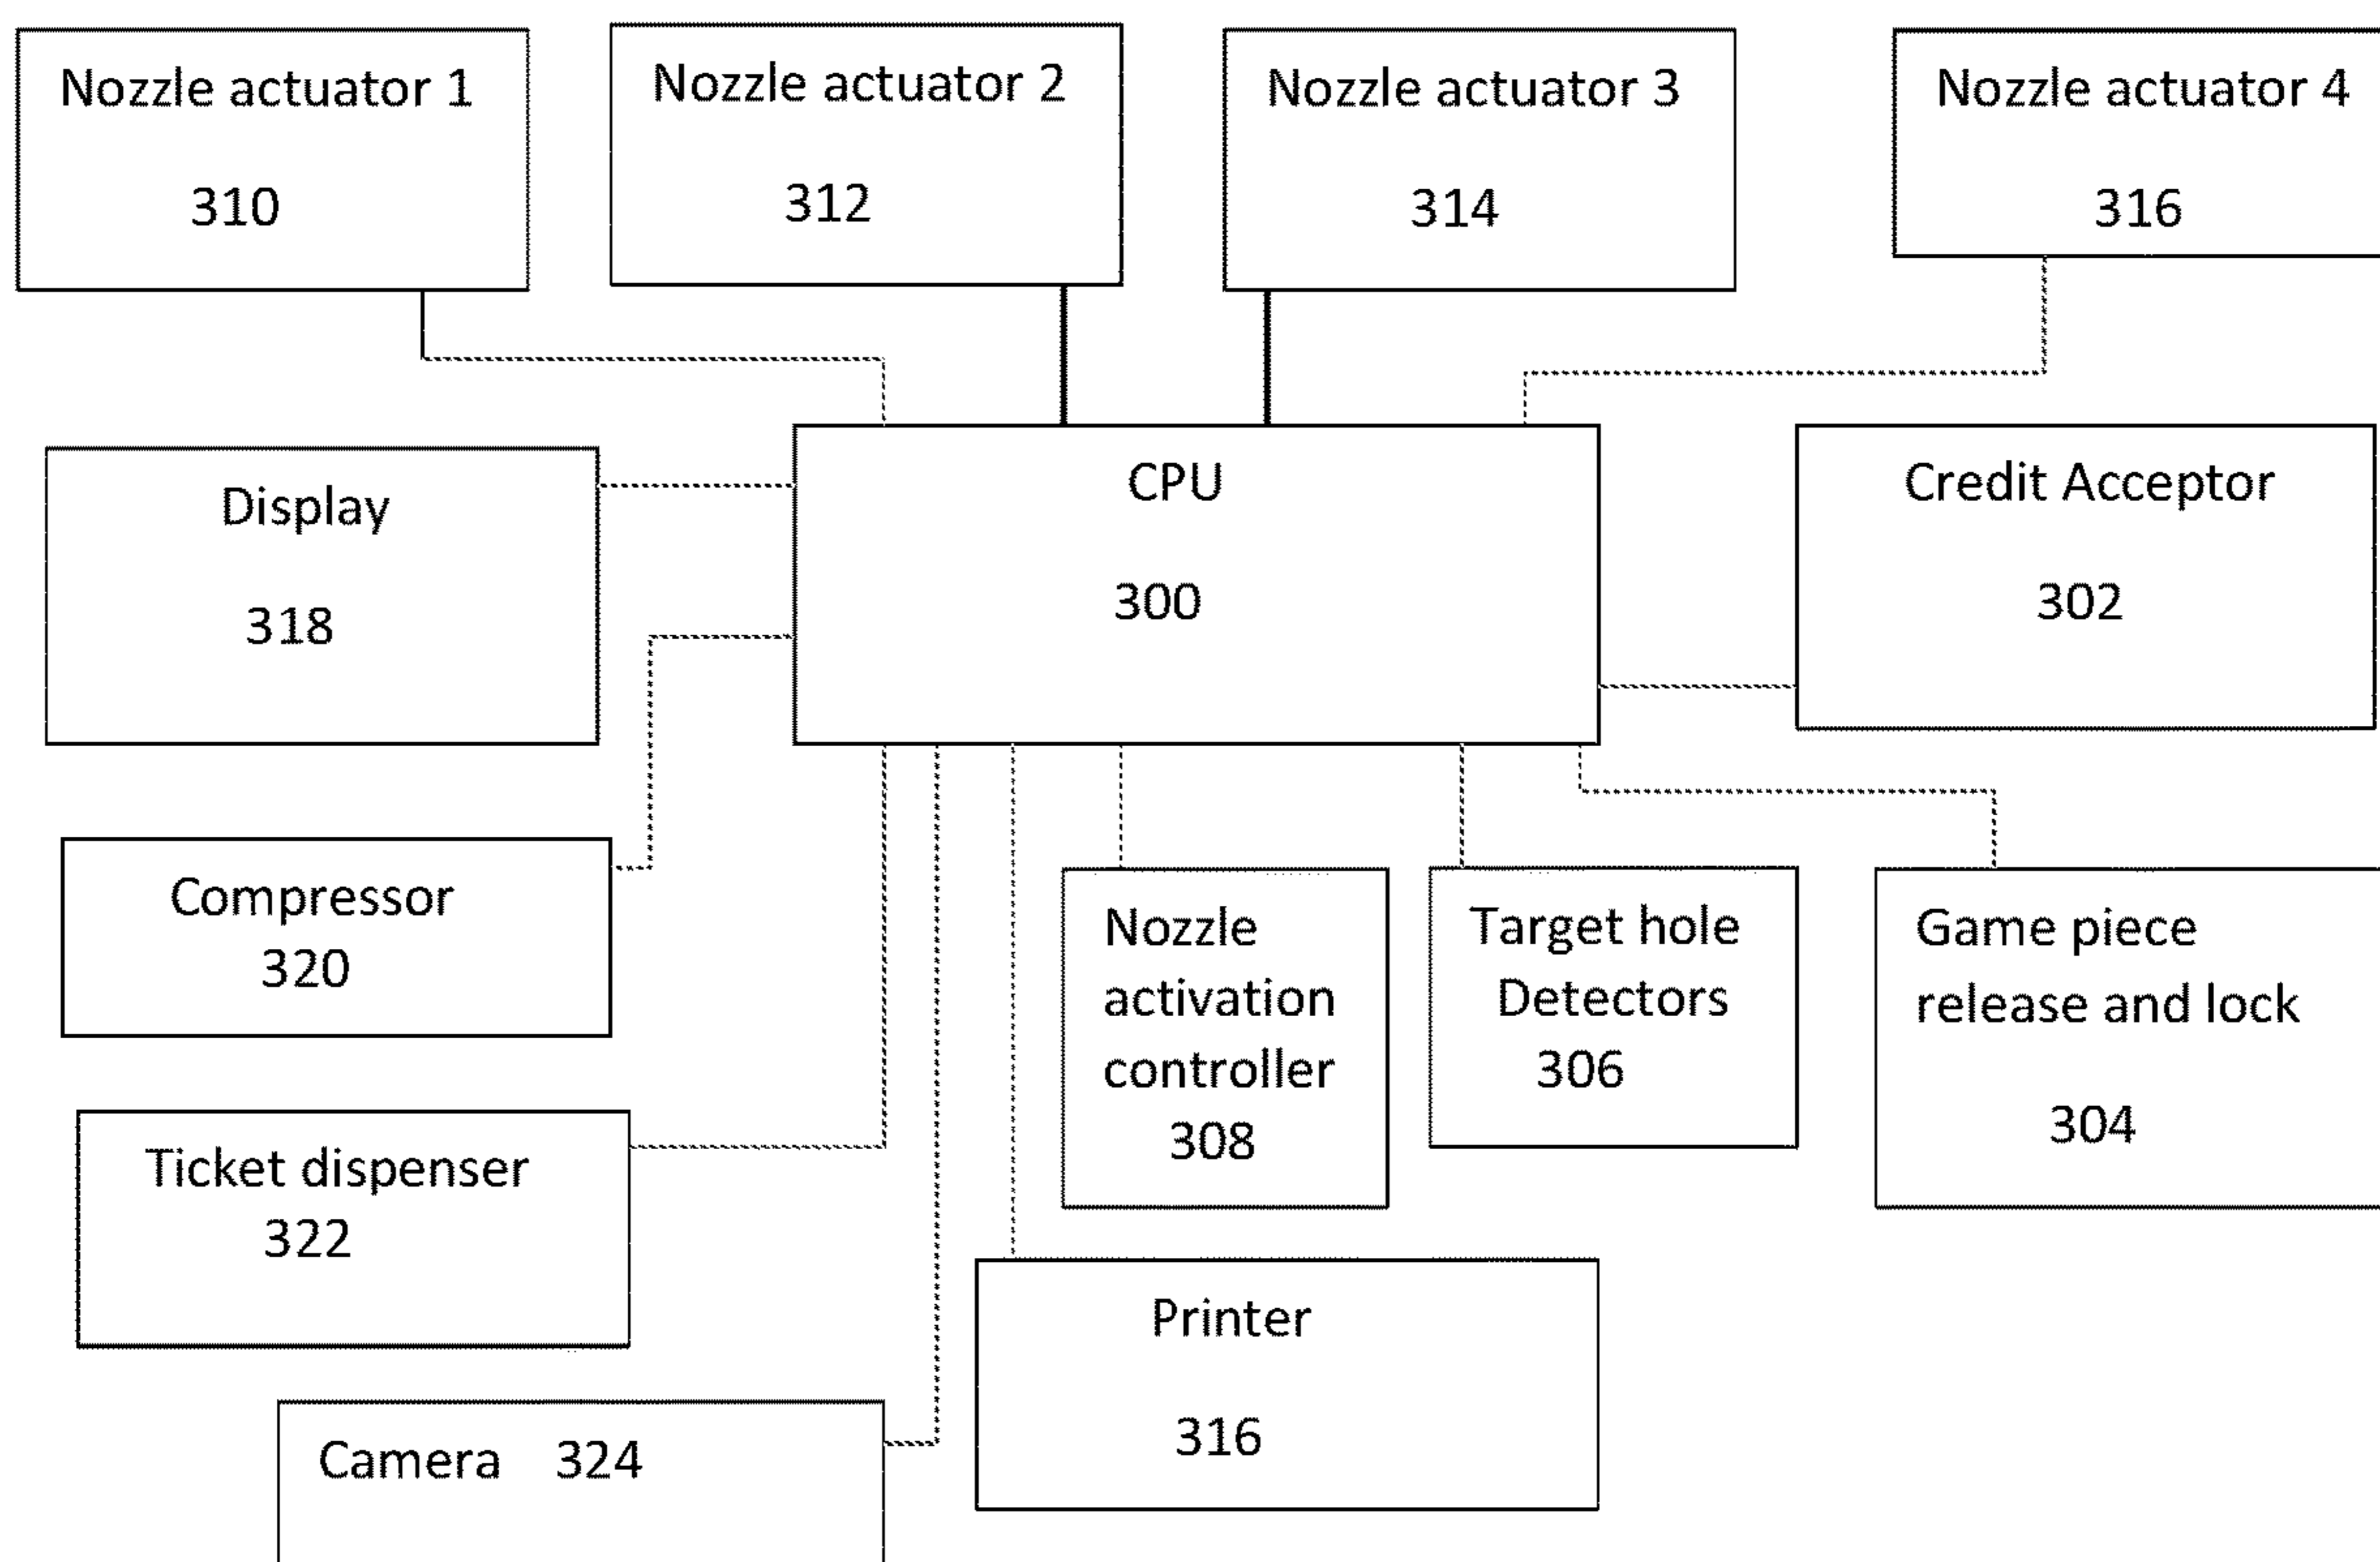 Nozzle actuator 1
310
Nozzle actuator 2
312
Nozzle actuator 3
314
Nozzle actuator 4
316
Display
318
CPU
300
Credit Acceptor
302
Compressor
320
Nozzle
activation
controller
308
Target hole
Detectors
306
Game piece
release and lock
304
Ticket dispenser
322
Printer
316
Camera 324